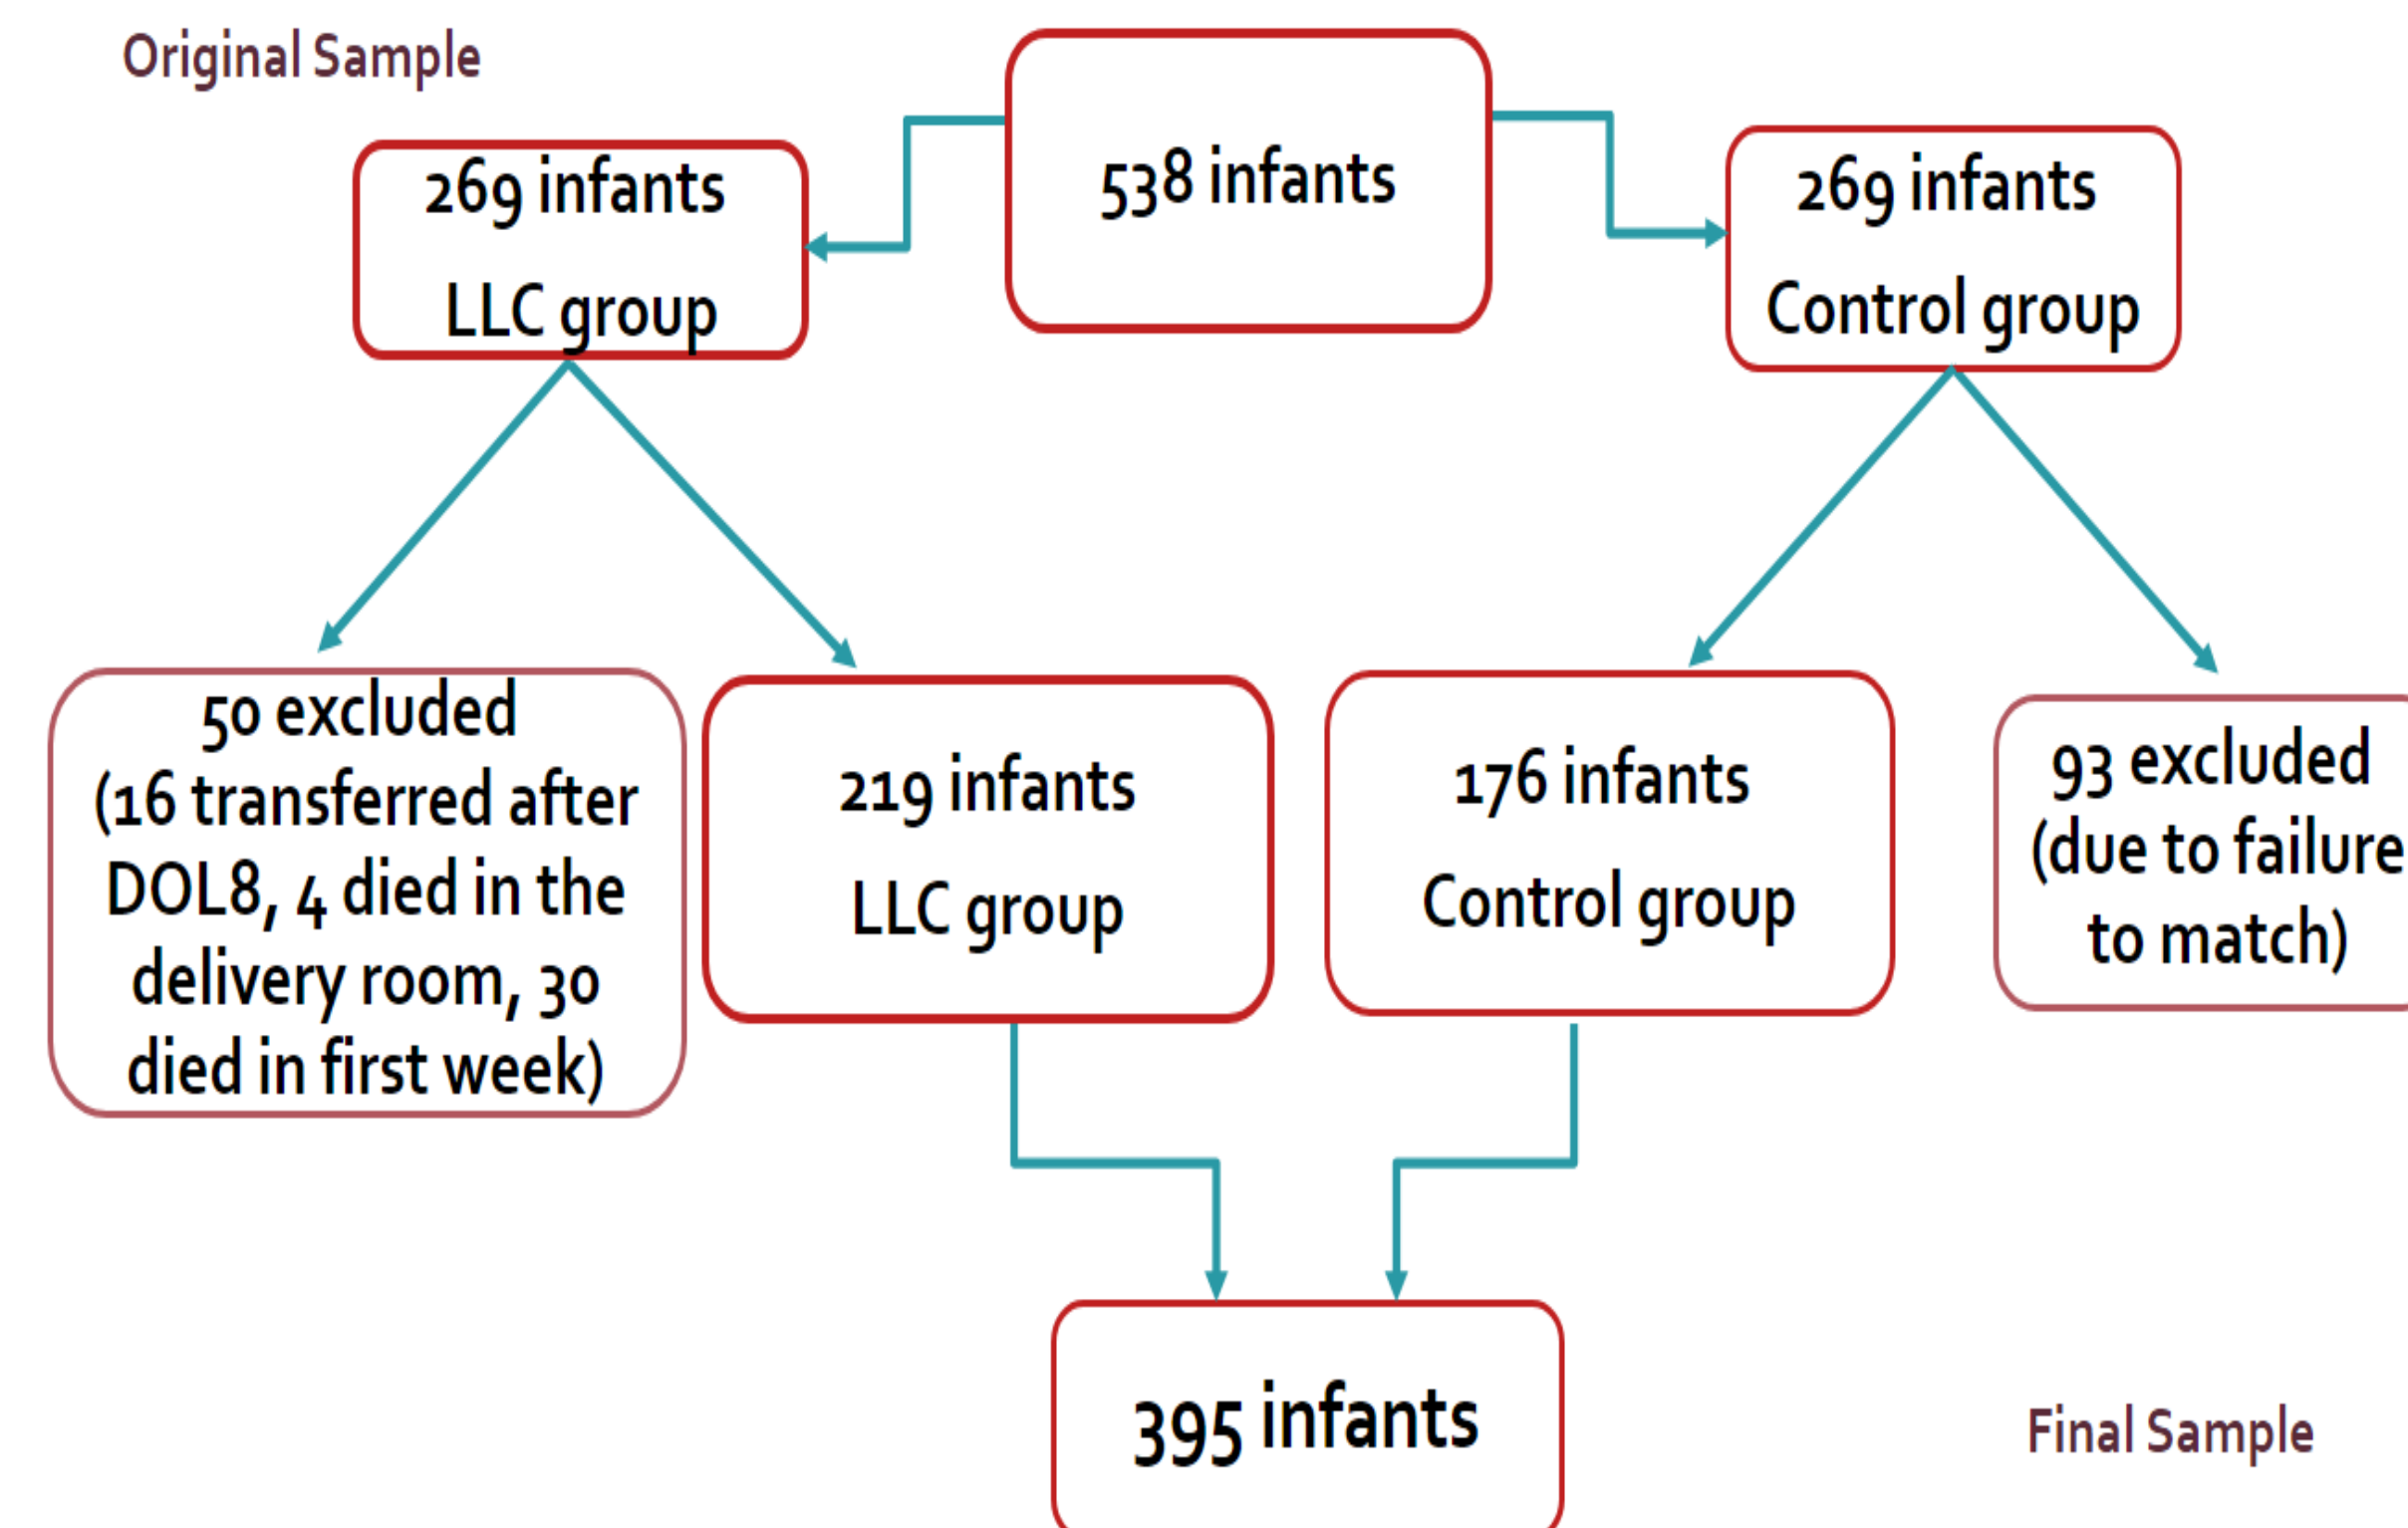 Original Sample
538 infants
269 infants
LLC group
269 infants
Control group
50 excluded
(16 transferred after
DOL8, 4 died in the
delivery room, 30
died in first week)
219 infants
LLC group
176 infants
Control group
93 excluded
(due to failure
to match)
395 infants
Final Sample